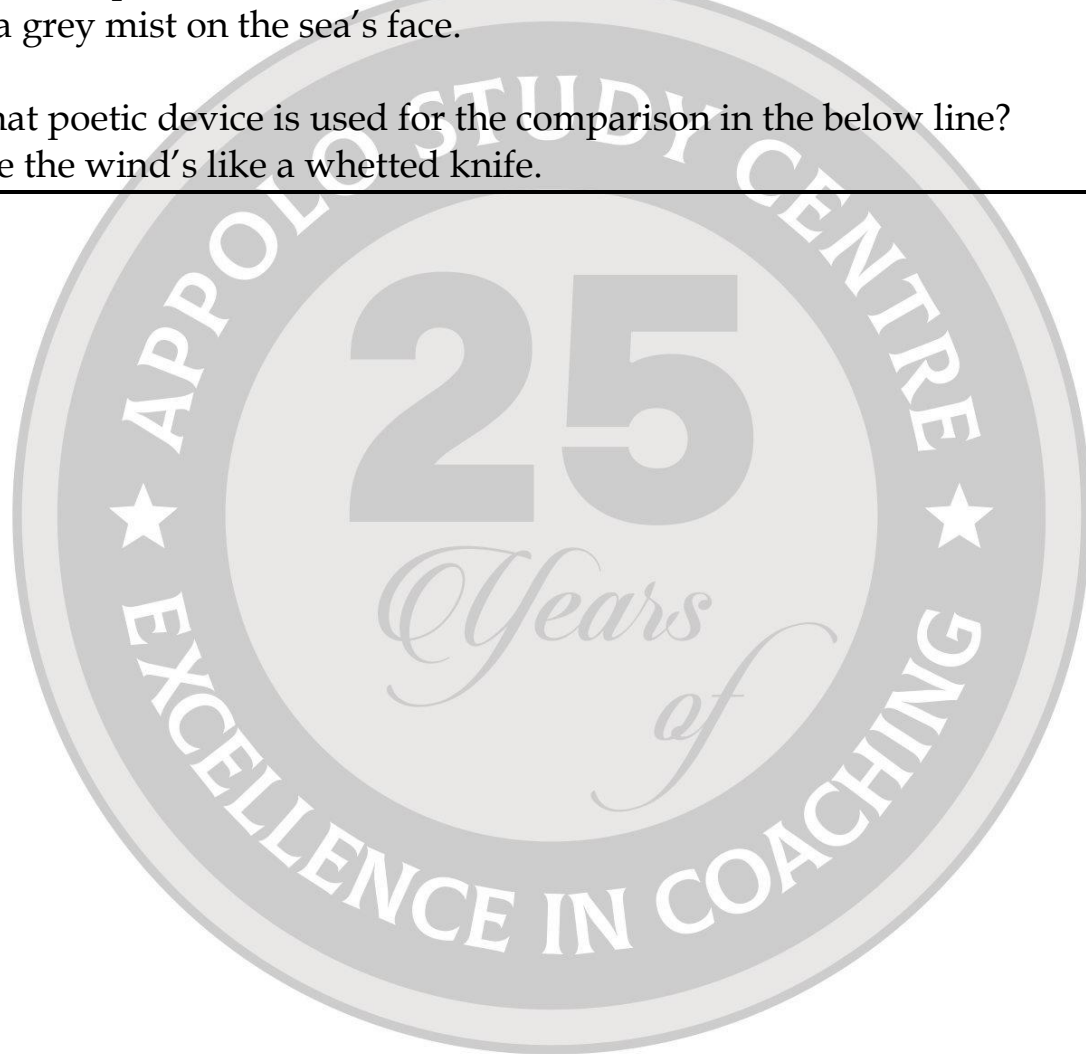 a grey mist on the sea’s face.
hat poetic device is used for the comparison in the below line?
e the wind’s like a whetted knife.
APPOLO STUDY CENTRE
25
Years
of
EXCELLENCE IN COACHING